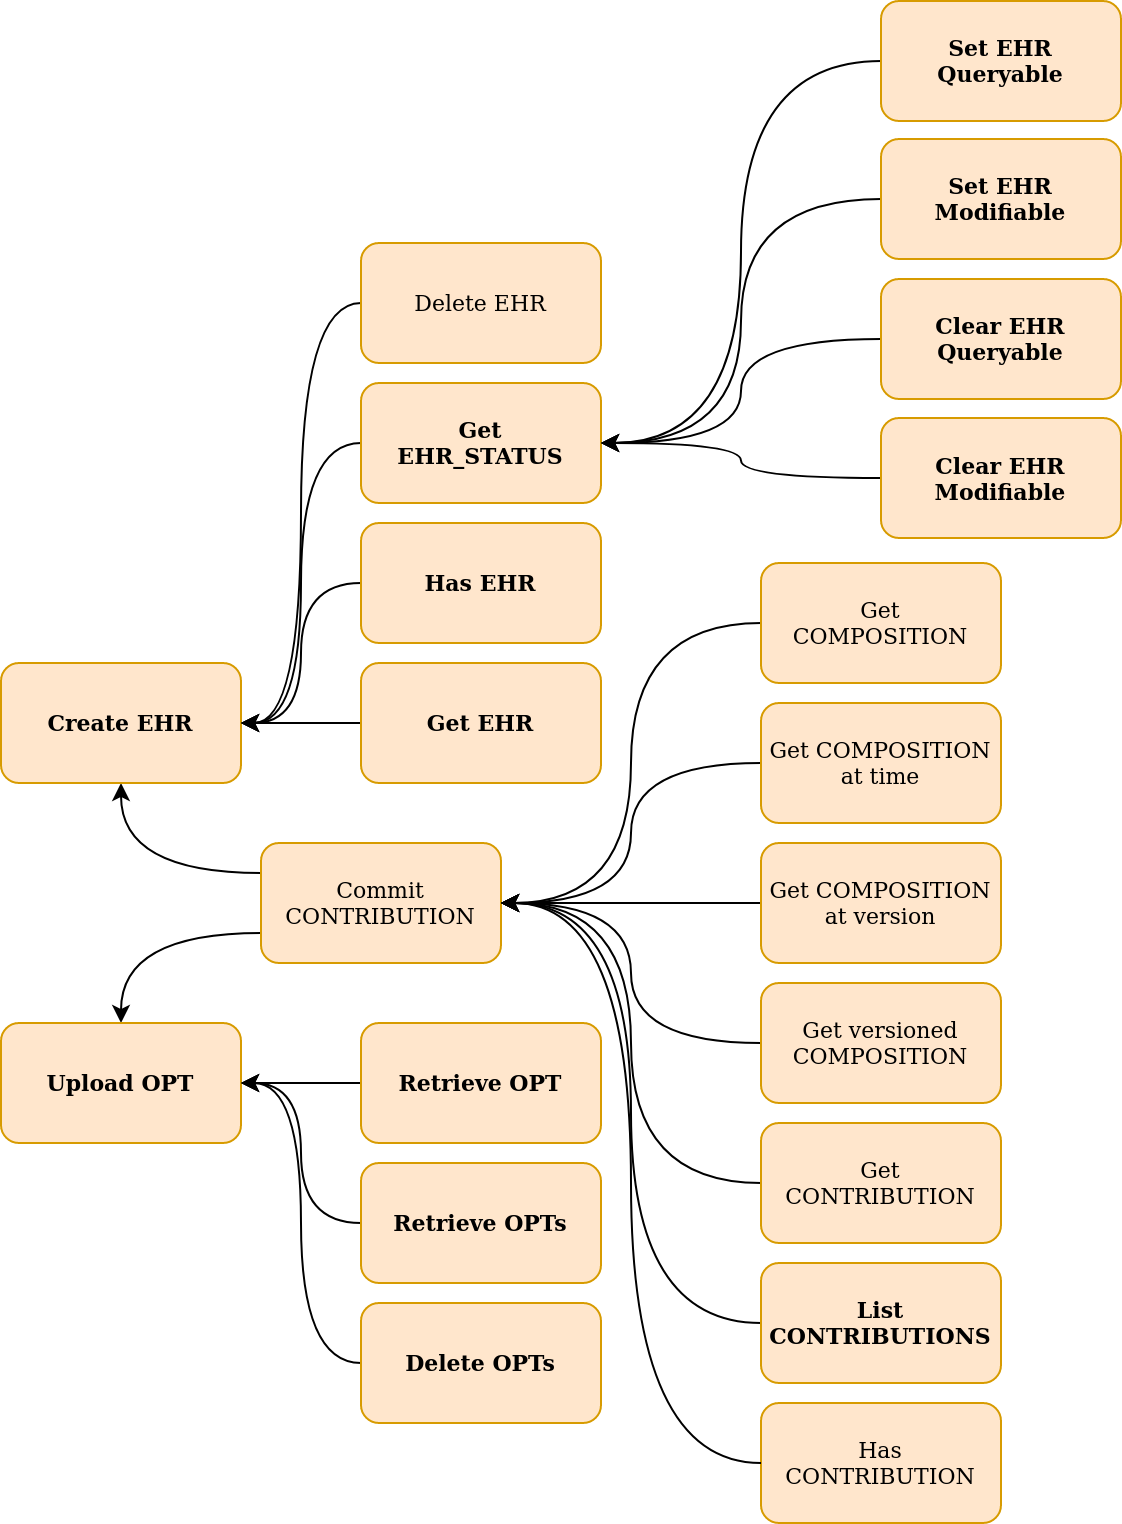 Set EHR
Queryable
Set EHR
Modifiable
Clear EHR
Queryable
Clear EHR
Modifiable
Delete EHR
Get
EHR_STATUS
Has EHR
Get EHR
Create EHR
Commit
CONTRIBUTION
Upload OPT
Retrieve OPT
Retrieve OPTs
Delete OPTs
Get
COMPOSITION
Get COMPOSITION
at time
Get COMPOSITION
at version
Get versioned
COMPOSITION
Get
CONTRIBUTION
List
CONTRIBUTIONS
Has
CONTRIBUTION